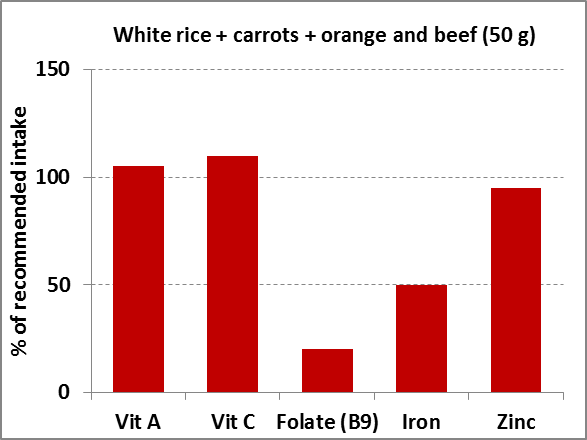 White rice + carrots + orange and beef (50 g)
% of recommended intake
150
100
50
0
Vit A Vit C Folate (B9) Iron Zinc